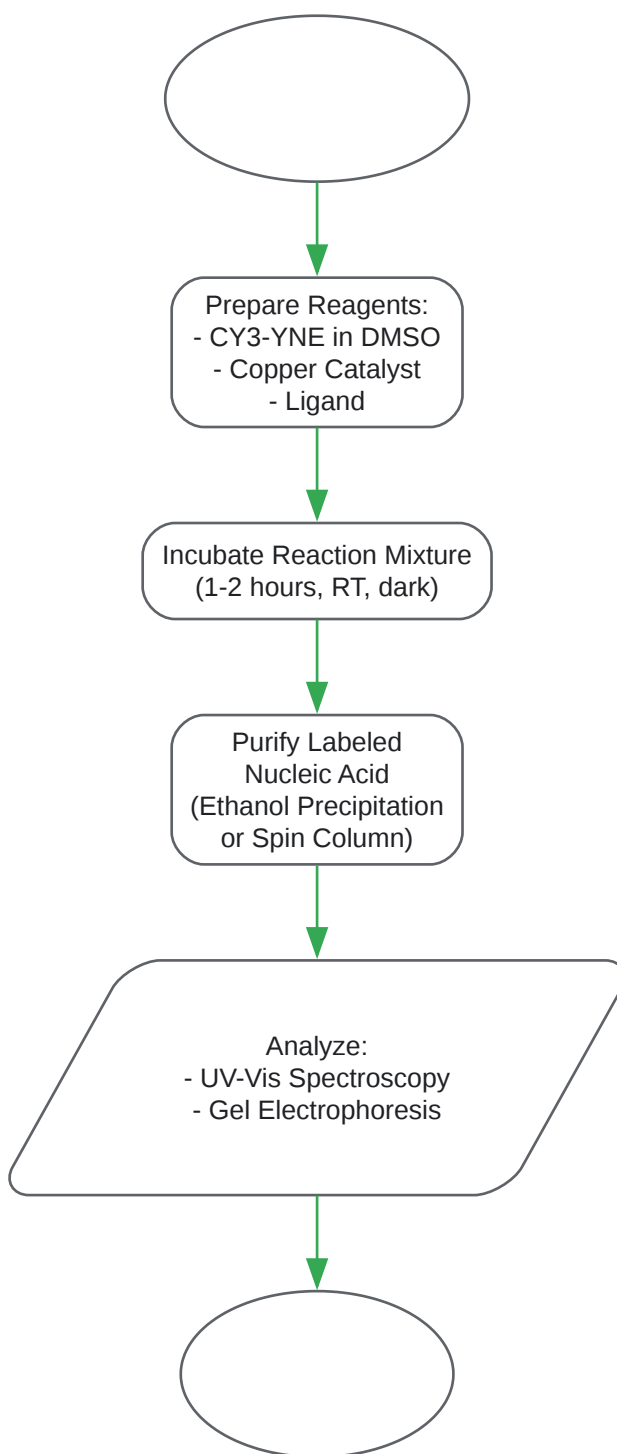 Prepare Reagents:
- CY3-YNE in DMSO
- Copper Catalyst
- Ligand
Incubate Reaction Mixture
(1-2 hours, RT, dark)
Purify Labeled
Nucleic Acid
(Ethanol Precipitation
or Spin Column)
Analyze:
- UV-Vis Spectroscopy
- Gel Electrophoresis